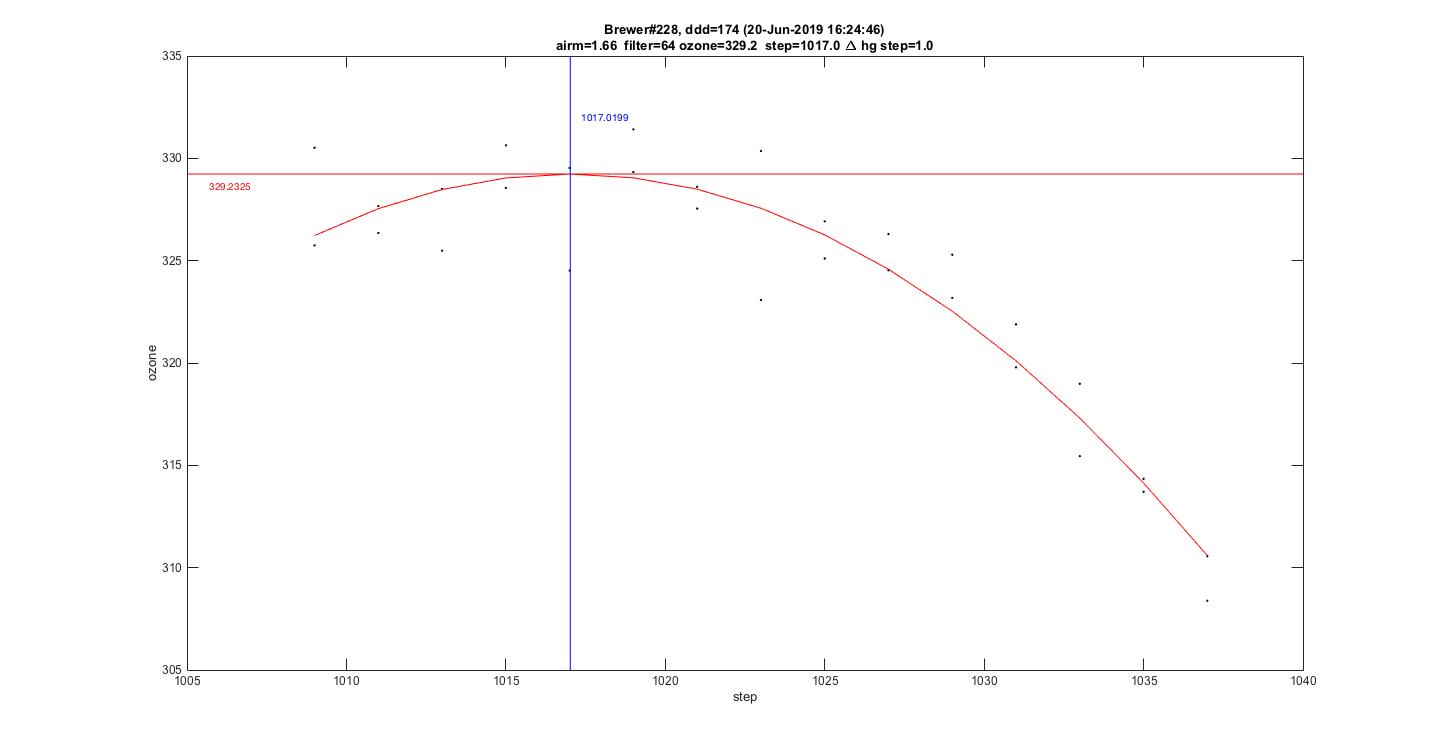 Brewer#228, ddd=174 (20-Jun-2019 16:24:46)
airm=1.66  filter=64 ozone=329.2  step=1017.0 Δ hg step=1.0
335
1017.0199
330
329.2325
325
ozone
320
315
310
305
1005 1010 1015 1020 1025 1030 1035 1040
step